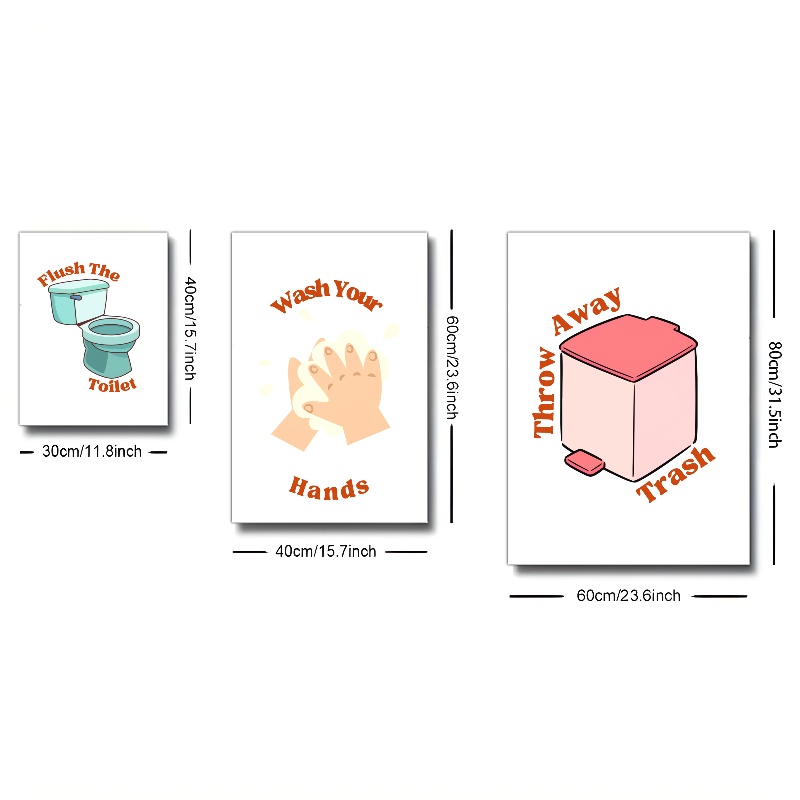 Flush The
Toilet
40cm/15.7inch
30cm/11.8inch
Wash Your
Hands
60cm/23.6inch
40cm/15.7inch
Throw Away
Trash
80cm/31.5inch
60cm/23.6inch